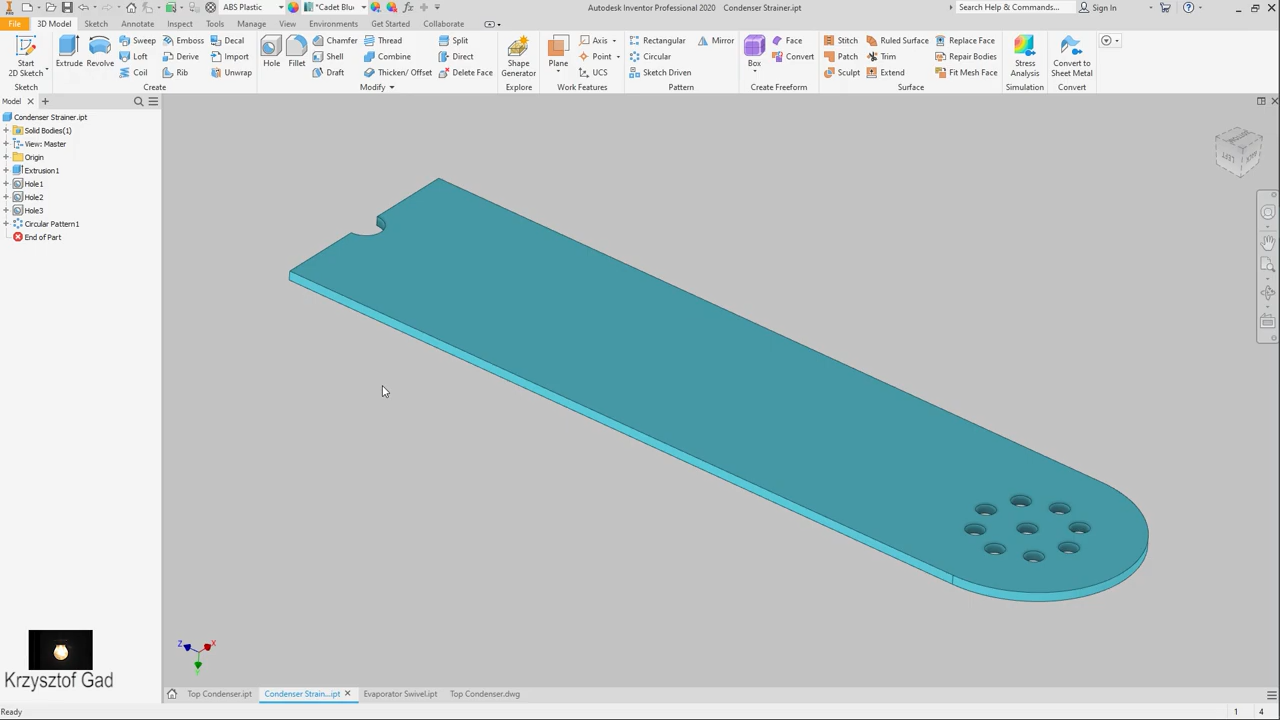 ABS Plastic
*Cadet Blu
Autodesk Inventor Professional 2020 Condenser Strainer.ipt
Search Help & Commands...
Sign In
File
3D Model
Sketch
Annotate
Inspect
Tools
Manage
View
Environments
Get Started
Collaborate
Start
2D Sketch
Extrude
Revolve
Sweep
Loft
Coil
Emboss
Derive
Rib
Decal
Import
Unwrap
Hole
Fillet
Chamfer
Shell
Draft
Thread
Combine
Thicken/ Offset
Split
Direct
Delete Face
Shape
Generator
Plane
Axis
Point
UCS
Rectangular
Circular
Sketch Driven
Mirror
Box
Face
Convert
Stitch
Patch
Sculpt
Ruled Surface
Trim
Extend
Replace Face
Repair Bodies
Fit Mesh Face
Stress
Analysis
Convert to
Sheet Metal
Sketch
Create
Modify
Explore
Work Features
Pattern
Create Freeform
Surface
Simulation
Convert
Model
Condenser Strainer.ipt
Solid Bodies(1)
View: Master
Origin
Extrusion1
Hole1
Hole2
Hole3
Circular Pattern1
End of Part
LEFT
Z
X
Y
Krzysztof Gad
Top Condenser.ipt
Condenser Strain...ipt
Evaporator Swivel.ipt
Top Condenser.dwg
Ready
1
4